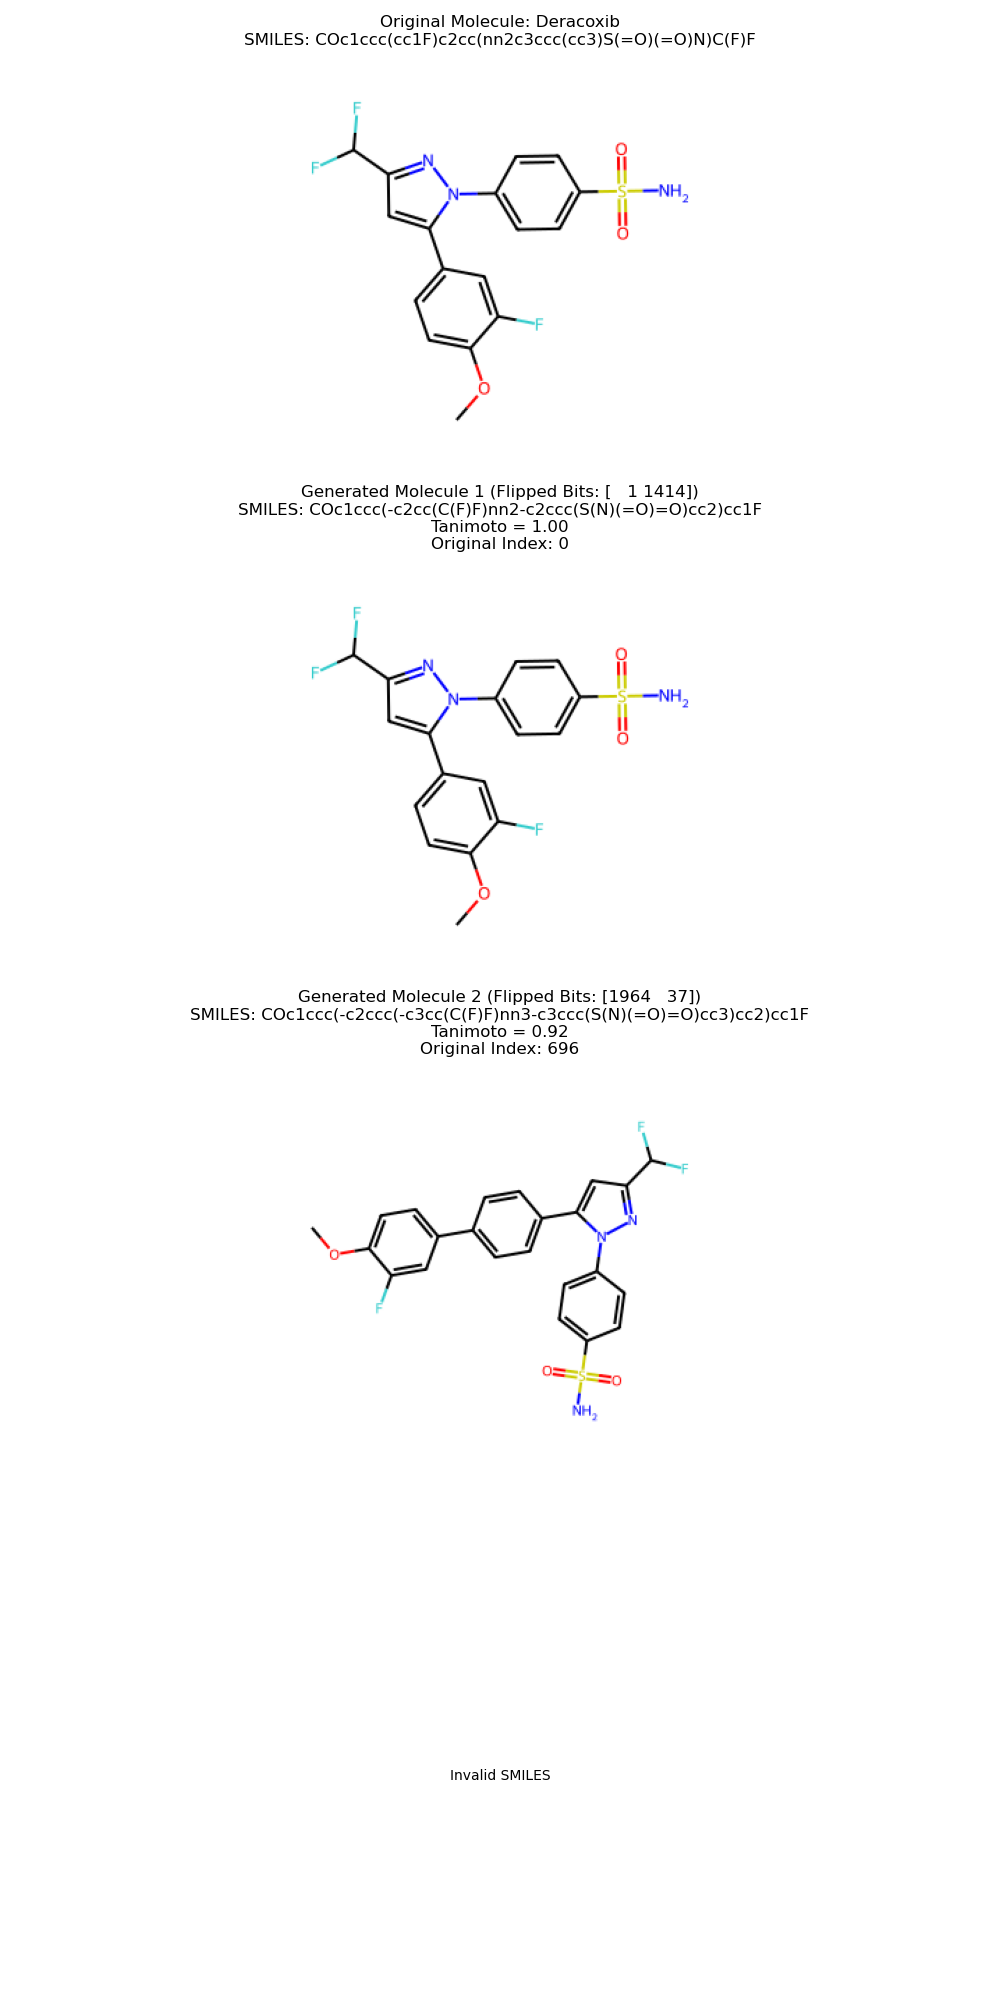 Original Molecule: Deracoxib
SMILES: COc1ccc(cc1F)c2cc(nn2c3ccc(cc3)S(=O)(=O)N)C(F)F
F
F
N
N
O
S
NH2
O
F
O
Generated Molecule 1 (Flipped Bits: [   1 1414])
SMILES: COc1ccc(-c2cc(C(F)F)nn2-c2ccc(S(N)(=O)=O)cc2)cc1F
Tanimoto = 1.00
Original Index: 0
F
F
N
N
O
S
NH2
O
F
O
Generated Molecule 2 (Flipped Bits: [1964   37])
SMILES: COc1ccc(-c2ccc(-c3cc(C(F)F)nn3-c3ccc(S(N)(=O)=O)cc3)cc2)cc1F
Tanimoto = 0.92
Original Index: 696
F
F
N
N
O
F
O
S
O
NH2
Invalid SMILES